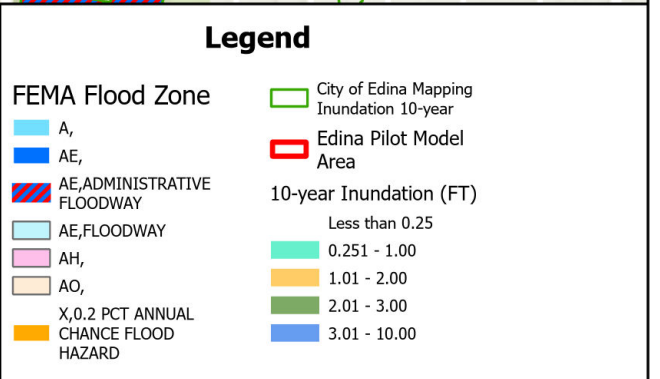 Legend
FEMA Flood Zone
A,
AE,
AE,ADMINISTRATIVE
FLOODWAY
AE,FLOODWAY
AH,
AO,
X,0.2 PCT ANNUAL
CHANCE FLOOD
HAZARD
City of Edina Mapping
Inundation 10-year
Edina Pilot Model
Area
10-year Inundation (FT)
Less than 0.25
0.251 - 1.00
1.01 - 2.00
2.01 - 3.00
3.01 - 10.00